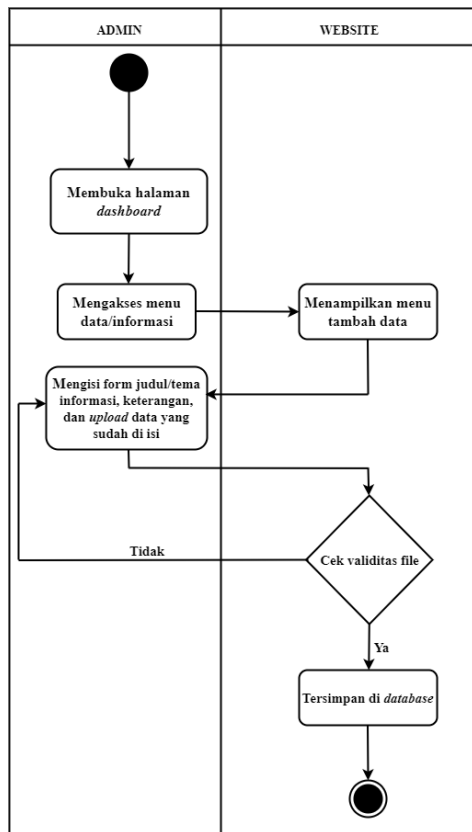 ADMIN
WEBSITE
Membuka halaman
dashboard
Mengakses menu
data/informasi
Menampilkan menu
tambah data
Mengisi form judul/tema
informasi, keterangan,
dan upload data yang
sudah di isi
Tidak
Cek validitas file
Ya
Tersimpan di database